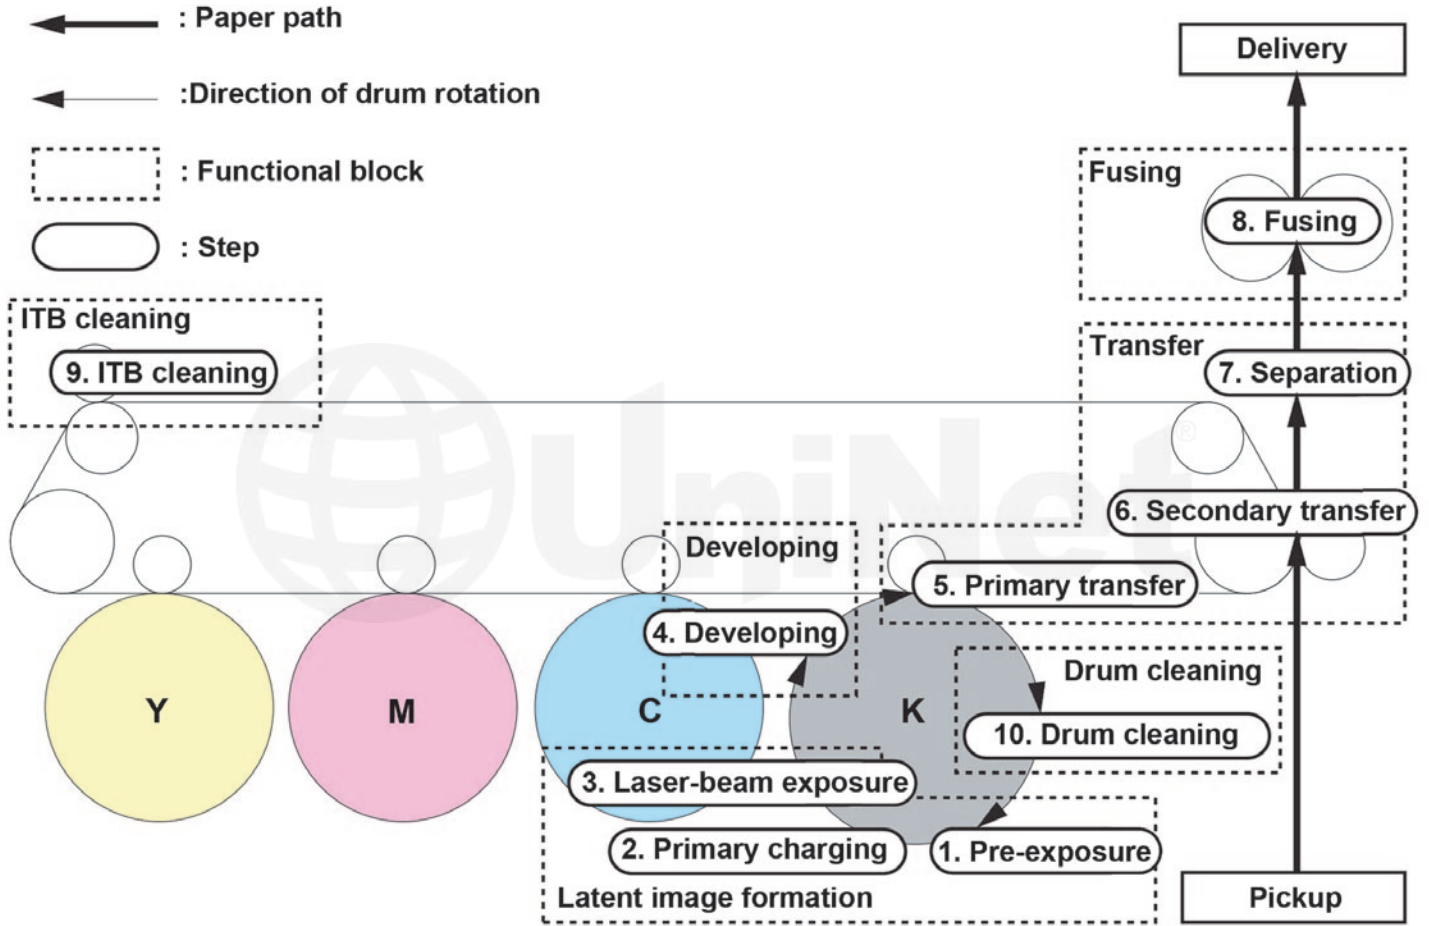 : Paper path
:Direction of drum rotation
: Functional block
: Step
Delivery
Fusing
8. Fusing
ITB cleaning
9. ITB cleaning
Transfer
7. Separation
UniNet®
6. Secondary transfer
Developing
5. Primary transfer
4. Developing
Drum cleaning
Y
M
C
K
10. Drum cleaning
3. Laser-beam exposure
2. Primary charging
1. Pre-exposure
Latent image formation
Pickup